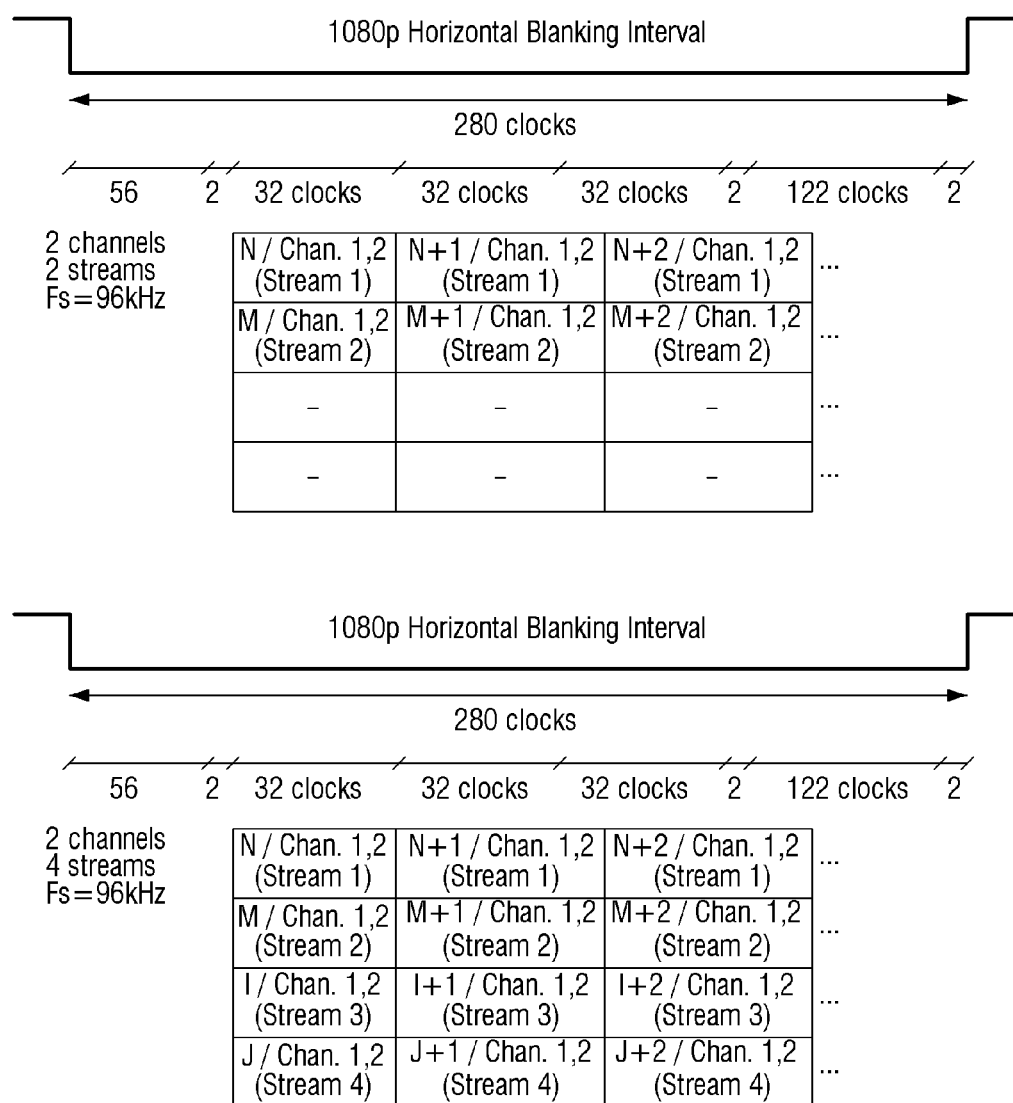 1080p Horizontal Blanking Interval
280 clocks
56 2 32 clocks 32 clocks 32 clocks 2 122 clocks 2
2 channels
2 streams
Fs=96kHz
N / Chan. 1,2 N+1 / Chan. 1,2 N+2 / Chan. 1,2 ...
(Stream 1) (Stream 1) (Stream 1)
M / Chan. 1,2 M+1 / Chan. 1,2 M+2 / Chan. 1,2 ...
(Stream 2) (Stream 2) (Stream 2)
– – – ...
– – – ...
1080p Horizontal Blanking Interval
280 clocks
56 2 32 clocks 32 clocks 32 clocks 2 122 clocks 2
2 channels
4 streams
Fs=96kHz
N / Chan. 1,2 N+1 / Chan. 1,2 N+2 / Chan. 1,2 ...
(Stream 1) (Stream 1) (Stream 1)
M / Chan. 1,2 M+1 / Chan. 1,2 M+2 / Chan. 1,2 ...
(Stream 2) (Stream 2) (Stream 2)
I / Chan. 1,2 I+1 / Chan. 1,2 I+2 / Chan. 1,2 ...
(Stream 3) (Stream 3) (Stream 3)
J / Chan. 1,2 J+1 / Chan. 1,2 J+2 / Chan. 1,2 ...
(Stream 4) (Stream 4) (Stream 4)